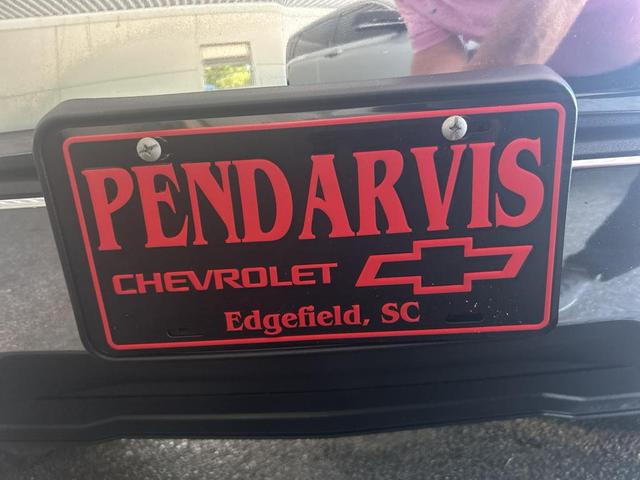 PENDARVIS
CHEVROLET
Edgefield, SC